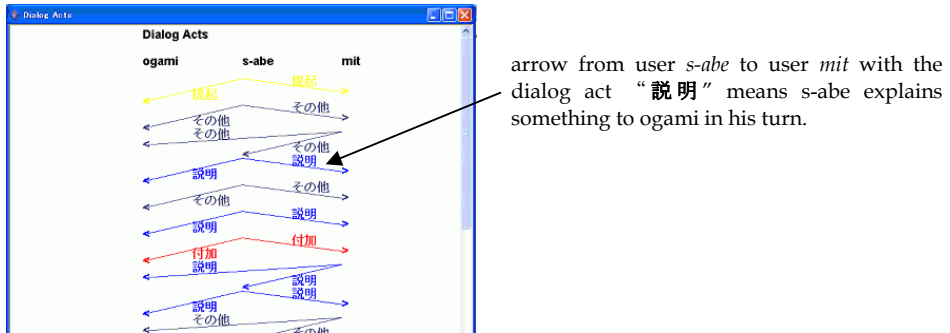 Dialog Acts
Dialog Acts
ogami s-abe mit
提起
提起
その他
その他
その他
その他
説明
説明
その他
その他
説明
説明
付加
付加
説明
説明
説明
説明
その他
その他
arrow from user s-abe to user mit with the
dialog act “説明” means s-abe explains
something to ogami in his turn.